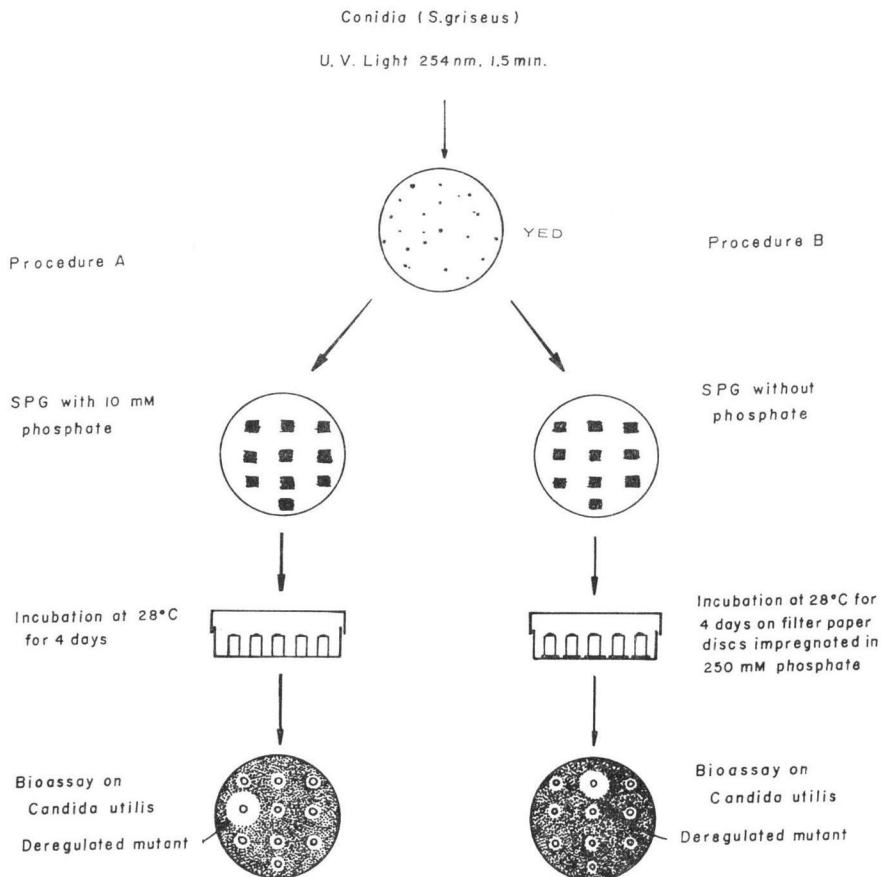 Conidia (S.griseus)
U.V. Light 254 nm, 1.5 min.
YED
Procedure A
Procedure B
SPG with 10 mM
phosphate
SPG without
phosphate
Incubation at 28°C
for 4 days
Incubation at 28°C for
4 days on filter paper
discs impregnated in
250 mM phosphate
Bioassay on
Candida utilis
Deregulated mutant
Bioassay on
Candida utilis
Deregulated mutant